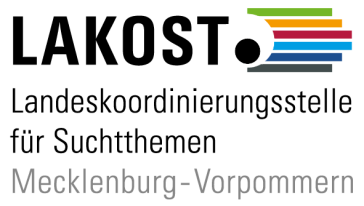 LAKOST
Landeskoordinierungsstelle
für Suchtthemen
Mecklenburg-Vorpommern